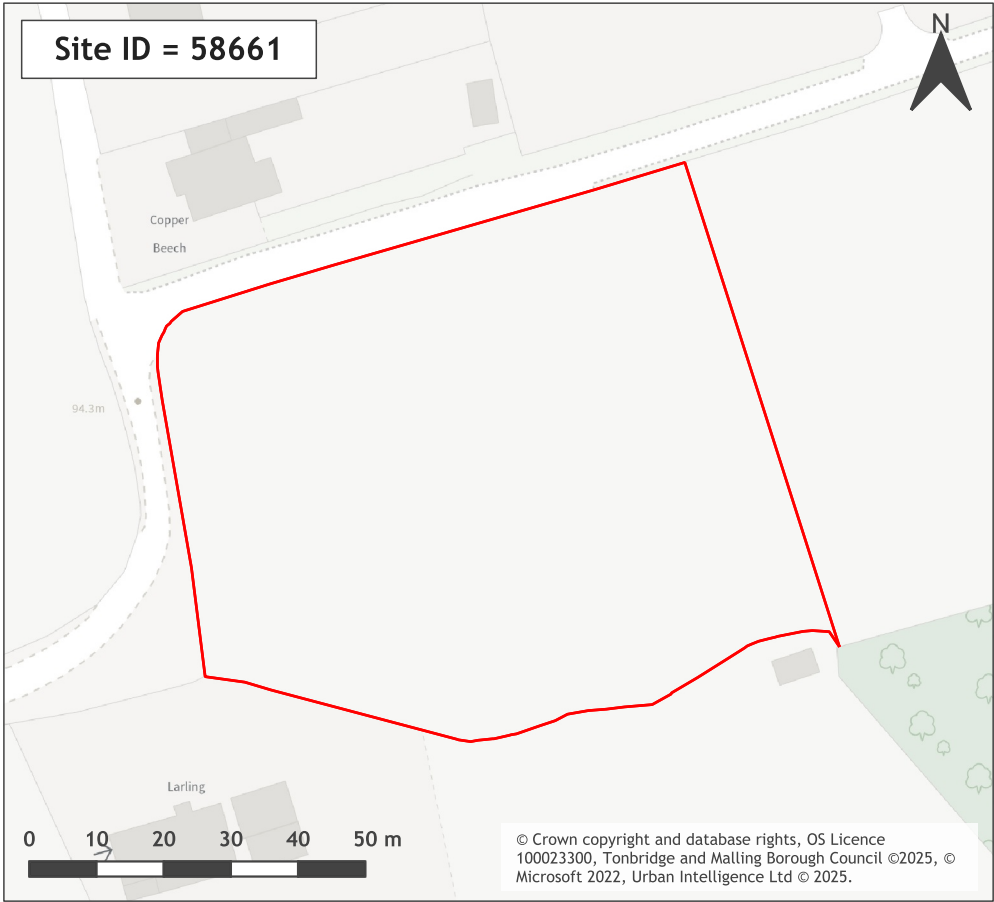 Site ID = 58661
N
Copper
Beech
94.3m
Larling
0 10 20 30 40 50 m
© Crown copyright and database rights, OS Licence
100023300, Tonbridge and Malling Borough Council ©2025, ©
Microsoft 2022, Urban Intelligence Ltd © 2025.